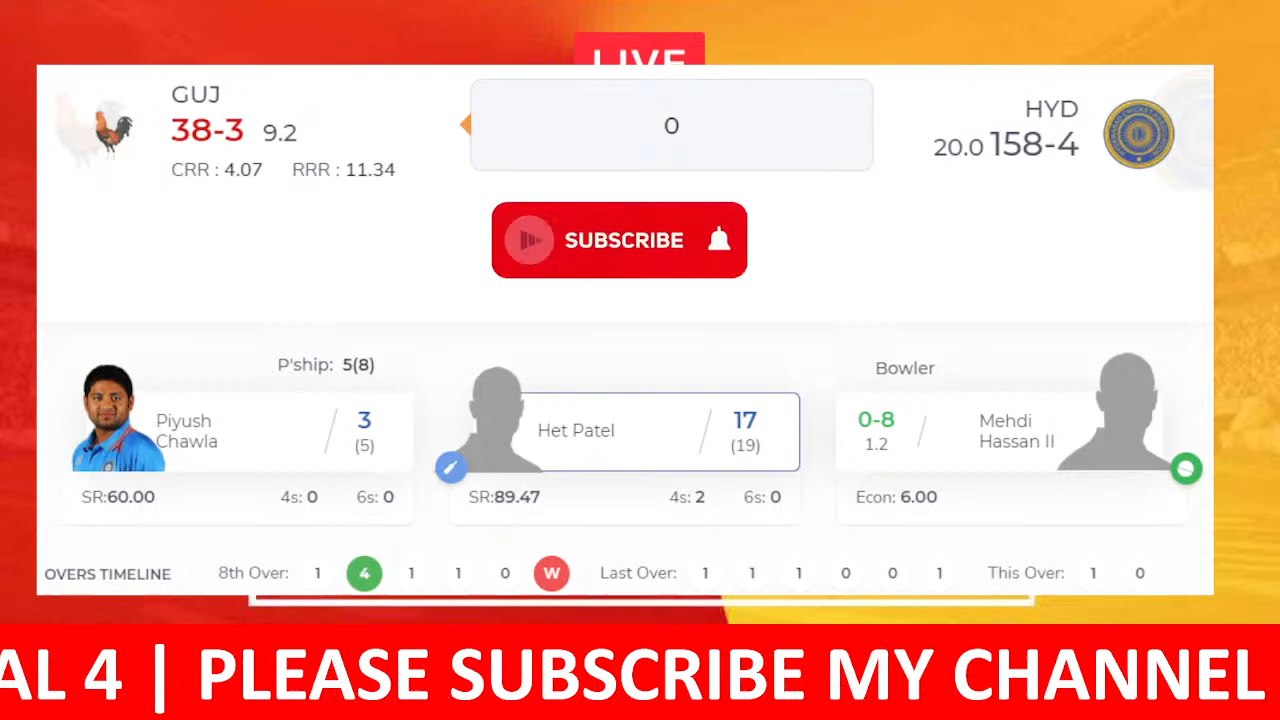 LIVE
GUJ
38-3 9.2
CRR : 4.07 RRR : 11.34
0
HYD
20.0 158-4
SUBSCRIBE
P'ship: 5(8)
Piyush
Chawla
3
(5)
SR:60.00 4s: 0 6s: 0
Het Patel
17
(19)
SR:89.47 4s: 2 6s: 0
Bowler
0-8
1.2
Mehdi
Hassan II
Econ: 6.00
OVERS TIMELINE 8th Over: 1 4 1 1 0 W Last Over: 1 1 1 0 0 1 This Over: 1 0
AL 4 | PLEASE SUBSCRIBE MY CHANNEL